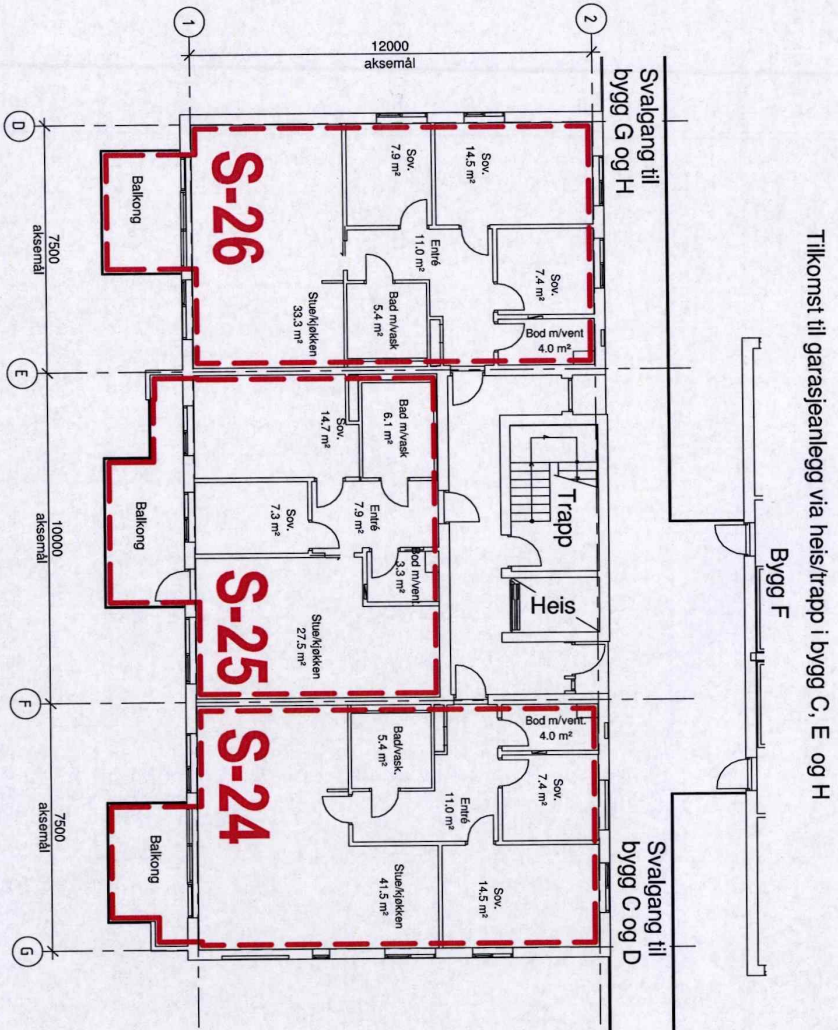 Tilkomst til garasjeanlegg via heis/trapp i bygg C, E og H
Bygg F
Svalgang til
bygg G og H
Svalgang til
bygg C og D
1
2
12000
aksemål
D
7500
aksemål
E
10000
aksemål
F
7500
aksemål
G
S-26
Sov.
14.5 m²
Sov.
7.9 m²
Entré
11.0 m²
Sov.
7.4 m²
Bod m/vent
4.0 m²
Bad m/vask
5.4 m²
Stue/kjøkken
33.3 m²
Balkong
Trapp
Heis
S-25
Bad m/vask
6.1 m²
Sov.
14.7 m²
Entré
7.9 m²
Sov.
7.3 m²
Bod m/vent.
3.3 m²
Stue/kjøkken
27.5 m²
Balkong
S-24
Bod m/vent.
4.0 m²
Sov.
7.4 m²
Bad/vask.
5.4 m²
Entré
11.0 m²
Sov.
14.5 m²
Stue/kjøkken
41.5 m²
Balkong